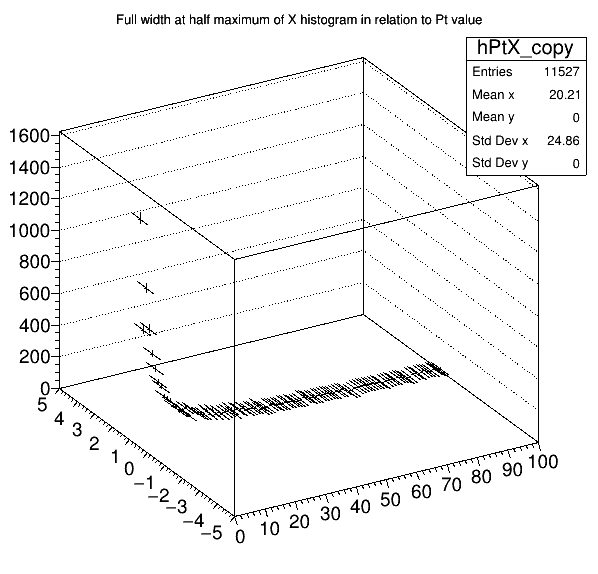 Full width at half maximum of X histogram in relation to Pt value
hPtX_copy
Entries 11527
Mean x 20.21
Mean y 0
Std Dev x 24.86
Std Dev y 0
1600
1400
1200
1000
800
600
400
200
0
5
4
3
2
1
0
−1
−2
−3
−4
−5
0 10 20 30 40 50 60 70 80 90 100